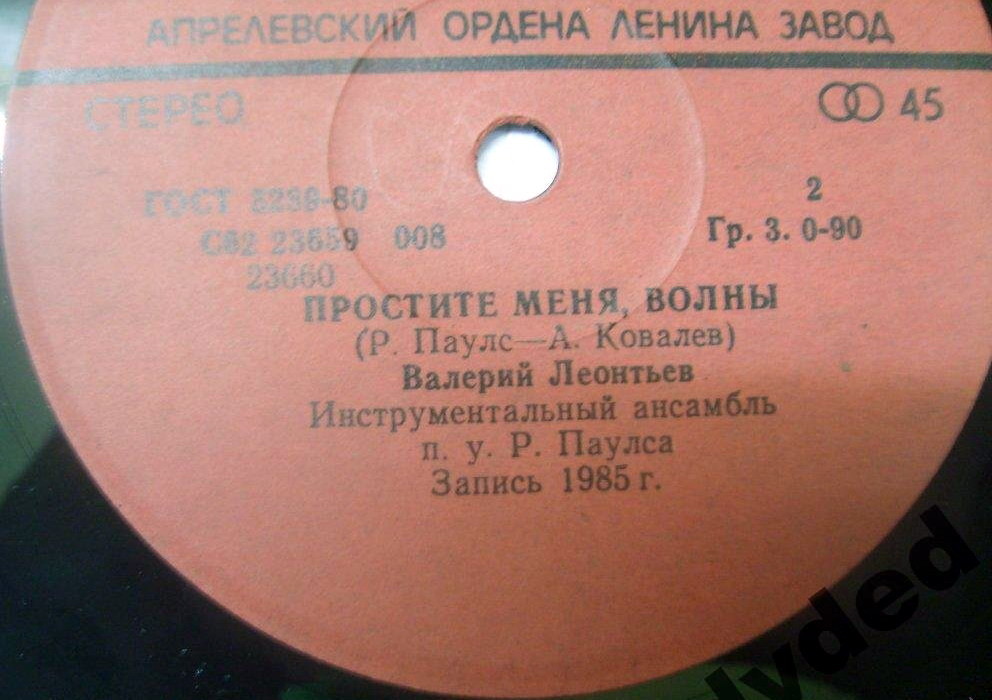 АПРЕЛЕВСКИЙ ОРДЕНА ЛЕНИНА ЗАВОД
СТЕРЕО
45
ГОСТ 5289-80
2
С62 23659 008
Гр. 3. 0-90
23660
ПРОСТИТЕ МЕНЯ, ВОЛНЫ
(Р. Паулс—А. Ковалев)
Валерий Леонтьев
Инструментальный ансамбль
п. у. Р. Паулса
Запись 1985 г.